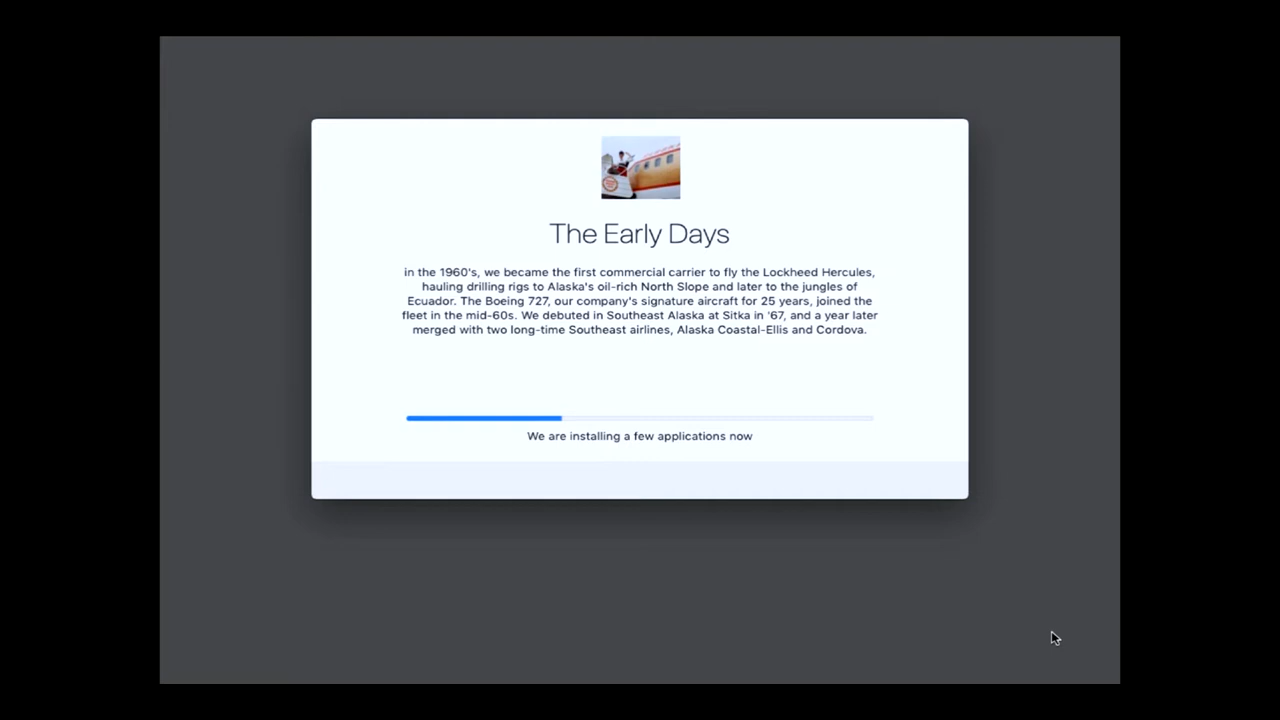 The Early Days
in the 1960's, we became the first commercial carrier to fly the Lockheed Hercules,
hauling drilling rigs to Alaska's oil-rich North Slope and later to the jungles of
Ecuador. The Boeing 727, our company's signature aircraft for 25 years, joined the
fleet in the mid-60s. We debuted in Southeast Alaska at Sitka in '67, and a year later
merged with two long-time Southeast airlines, Alaska Coastal-Ellis and Cordova.
We are installing a few applications now